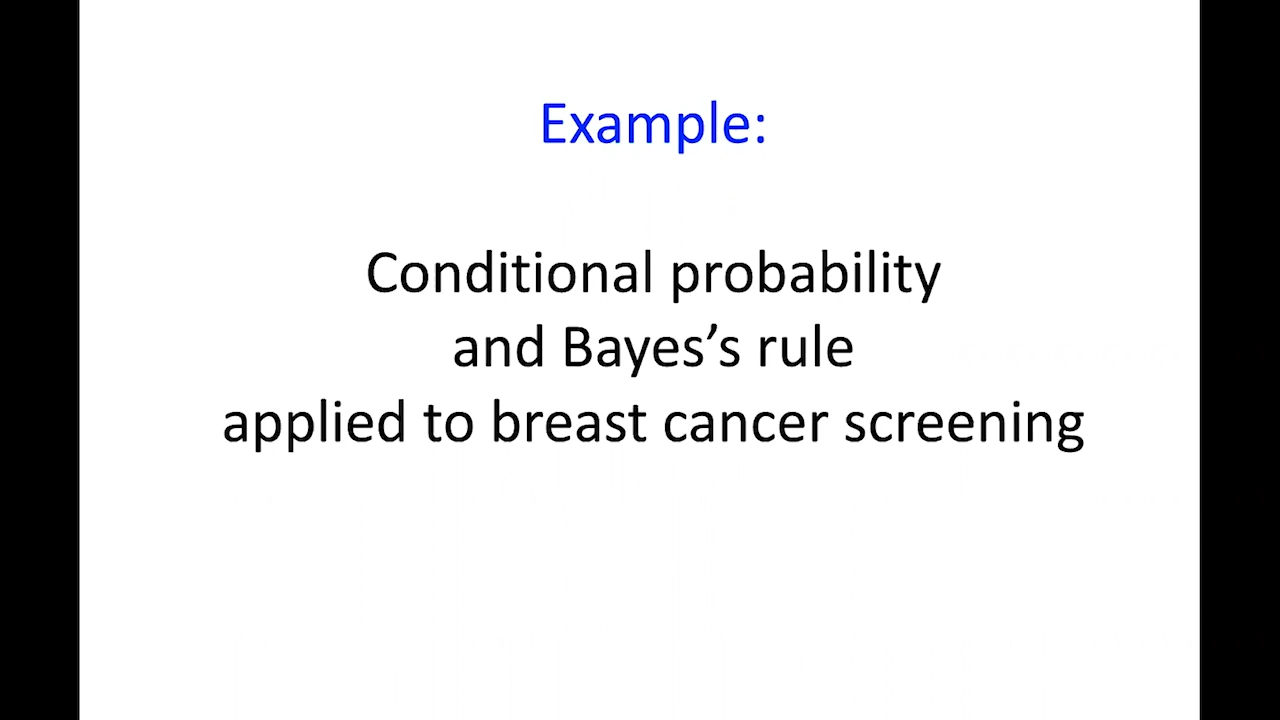 Example:
Conditional probability
and Bayes’s rule
applied to breast cancer screening